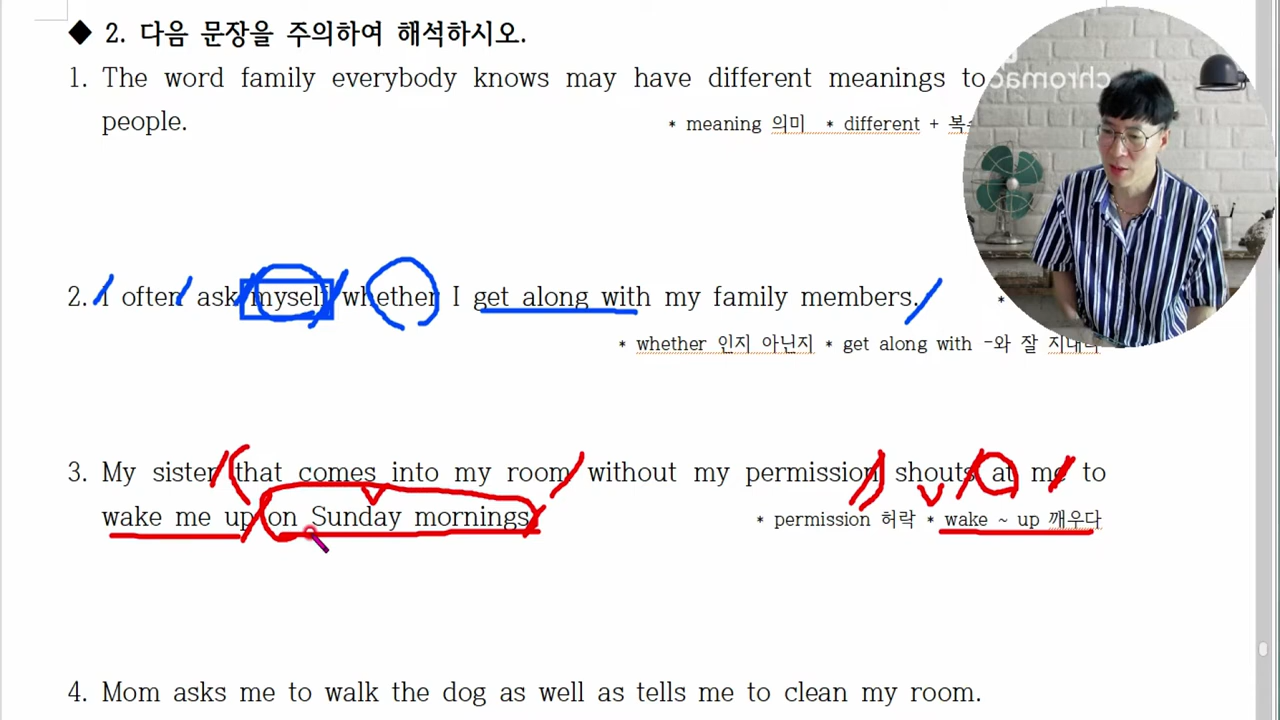 ◆ 2. 다음 문장을 주의하여 해석하시오.
1. The word family everybody knows may have different meanings to
people.
* meaning 의미 * different + 복수
2. I often ask myself whether I get along with my family members.
*
* whether 인지 아닌지 * get along with -와 잘 지내다
3. My sister that comes into my room without my permission shouts at me to
wake me up on Sunday mornings.
* permission 허락 * wake ~ up 깨우다
4. Mom asks me to walk the dog as well as tells me to clean my room.